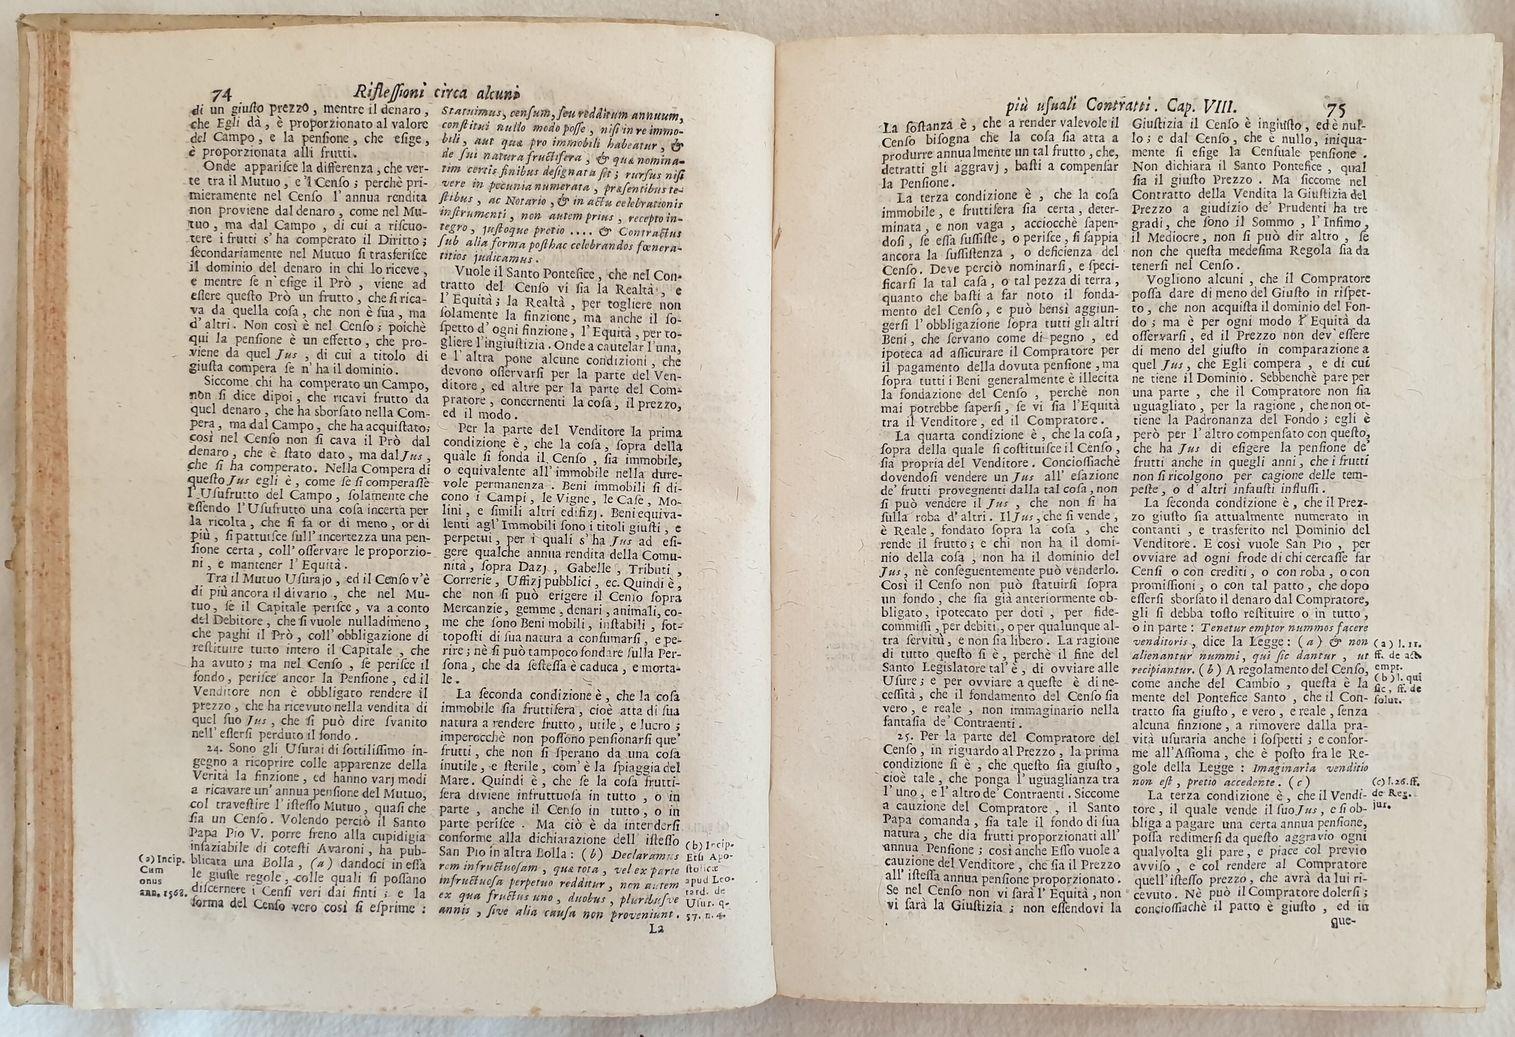 74
Riflessioni circa alcuni
di un giusto prezzo, mentre il denaro,
che Egli dà, è proporzionato al valore
del Campo, e la pensione, che esige,
è proporzionata alli frutti.
Onde apparisce la differenza, che ver-
te tra il Mutuo, e 'l Censo; perchè pri-
mieramente nel Censo l'annua rendita
non proviene dal denaro, come nel Mu-
tuo, ma dal Campo, di cui a riscuo-
tere i frutti s'ha comperato il Diritto;
secondariamente nel Mutuo si trasferisce
il dominio del denaro in chi lo riceve,
e mentre se n'esige il Prò, viene ad
essere questo Prò un frutto, che si rica-
va da quella cosa, che non è sua, ma
d'altri. Non così è nel Censo; poichè
qui la pensione è un effetto, che pro-
viene da quel Jus, di cui a titolo di
giusta compera se n'ha il dominio.
Siccome chi ha comperato un Campo,
non si dice dipoi, che ricavi frutto da
quel denaro, che ha sborsato nella Com-
pera, ma dal Campo, che ha acquistato;
così nel Censo non si cava il Prò dal
denaro, che è stato dato, ma dal Jus,
che si ha comperato. Nella Compera di
questo Jus egli è, come se si comperasse
l'Usufrutto del Campo, solamente che
essendo l'Usufrutto una cosa incerta per
la ricolta, che si fa or di meno, or di
più, si pattuisce sull'incertezza una pen-
sione certa, coll'osservare le proporzio-
ni, e mantener l'Equità.
Tra il Mutuo Usurajo, ed il Censo v'è
di più ancora il divario, che nel Mu-
tuo, se il Capitale perisce, va a conto
del Debitore, che si vuole nulladimeno,
che paghi il Prò, coll'obbligazione di
restituire tutto intero il Capitale, che
ha avuto; ma nel Censo, se perisce il
fondo, perisce ancor la Pensione, ed il
Venditore non è obbligato rendere il
prezzo, che ha ricevuto nella vendita di
quel suo Jus, che si può dire svanito
nell'essersi perduto il fondo.
24. Sono gli Usurai di sottilissimo in-
gegno a ricoprire colle apparenze della
Verità la finzione, ed hanno varj modi
a ricavare un'annua pensione del Mutuo,
col travestire l'istesso Mutuo, quasi che
sia un Censo. Volendo perciò il Santo
Papa Pio V. porre freno alla cupidigia
insaziabile di cotesti Avaroni, ha pub-
blicata una Bolla, (a) dandoci in essa
le giuste regole, colle quali si possano
discernere i Censi veri dai finti; e la
forma del Censo vero così si esprime:
(a) Incip.
Cum
onus
ann. 1568.
Statuimus, censum, seu redditum annuum,
constitui nullo modo posse, nisi in re immo-
bili, aut quæ pro immobili habeatur, &
de sui natura fructifera, & quæ nomina-
tim certis finibus designata sit; rursus nisi
vere in pecunia numerata, præsentibus te-
stibus, ac Notario, & in actu celebrationis
instrumenti, non autem prius, recepto in-
tegro, justoque pretio .... & Contractus
sub alia forma posthac celebrandos fœnera-
titios judicamus.
Vuole il Santo Pontefice, che nel Con-
tratto del Censo vi sia la Realtà, e
l'Equità; la Realtà, per togliere non
solamente la finzione, ma anche il so-
spetto d'ogni finzione, l'Equità, per to-
gliere l'ingiustizia. Onde a cautelar l'una,
e l'altra pone alcune condizioni, che
devono osservarsi per la parte del Ven-
ditore, ed altre per la parte del Com-
pratore, concernenti la cosa, il prezzo,
ed il modo.
Per la parte del Venditore la prima
condizione è, che la cosa, sopra della
quale si fonda il Censo, sia immobile,
o equivalente all'immobile nella dure-
vole permanenza. Beni immobili si di-
cono i Campi, le Vigne, le Case, Mo-
lini, e simili altri edifizj. Beni equiva-
lenti agl'Immobili sono i titoli giusti, e
perpetui, per i quali s'ha Jus ad esi-
gere qualche annua rendita della Comu-
nità, sopra Dazj, Gabelle, Tributi,
Correrie, Uffizj pubblici, ec. Quindi è,
che non si può erigere il Censo sopra
Mercanzie, gemme, denari, animali, co-
me che sono Beni mobili, instabili, sot-
toposti di sua natura a consumarsi, e pe-
rire; nè si può tampoco fondare sulla Per-
sona, che da sestessa è caduca, e morta-
le.
La seconda condizione è, che la cosa
immobile sia fruttifera, cioè atta di sua
natura a rendere frutto, utile, e lucro;
imperocchè non possono pensionarsi que'
frutti, che non si sperano da una cosa
inutile, e sterile, com'è la spiaggia del
Mare. Quindi è, che se la cosa frutti-
fera diviene infruttuosa in tutto, o in
parte, anche il Censo in tutto, o in
parte perisce. Ma ciò è da intendersi
conforme alla dichiarazione dell'istesso
San Pio in altra Bolla: (b) Declaramus
rem infructuosam, quæ tota, vel ex parte
infructuosa perpetuo redditur, non autem
ex qua fructus uno, duobus, pluribusve
annis, sive alia causa non proveniunt.
(b) Incip.
Etsi Apo-
stolicæ
apud Leo-
tard. de
Usur. q.
57. n. 4.
La
più usuali Contratti. Cap. VIII.
75
La sostanza è, che a render valevole il
Censo bisogna che la cosa sia atta a
produrre annualmente un tal frutto, che,
detratti gli aggravj, basti a compensar
la Pensione.
La terza condizione è, che la cosa
immobile, e fruttifera sia certa, deter-
minata, e non vaga, acciocchè sapen-
dosi, se essa sussiste, o perisce, si sappia
ancora la sussistenza, o deficienza del
Censo. Deve perciò nominarsi, e speci-
ficarsi la tal casa, o tal pezza di terra,
quanto che basti a far noto il fonda-
mento del Censo, e può bensì aggiun-
gersi l'obbligazione sopra tutti gli altri
Beni, che servano come di pegno, ed
ipoteca ad assicurare il Compratore per
il pagamento della dovuta pensione, ma
sopra tutti i Beni generalmente è illecita
la fondazione del Censo, perchè non
mai potrebbe sapersi, se vi sia l'Equità
tra il Venditore, ed il Compratore.
La quarta condizione è, che la cosa,
sopra della quale si costituisce il Censo,
sia propria del Venditore. Conciossiachè
dovendosi vendere un Jus all'esazione
de' frutti provegnenti dalla tal cosa, non
si può vendere il Jus, che non si ha
sulla roba d'altri. Il Jus, che si vende,
è Reale, fondato sopra la cosa, che
rende il frutto; e chi non ha il domi-
nio della cosa, non ha il dominio del
Jus, nè conseguentemente può venderlo.
Così il Censo non può statuirsi sopra
un fondo, che sia già anteriormente ob-
bligato, ipotecato per doti, per fide-
commissi, per debiti, o per qualunque al-
tra servitù, e non sia libero. La ragione
di tutto questo si è, perchè il fine del
Santo Legislatore tal'è, di ovviare alle
Usure; e per ovviare a queste è di ne-
cessità, che il fondamento del Censo sia
vero, e reale, non immaginario nella
fantasia de' Contraenti.
25. Per la parte del Compratore del
Censo, in riguardo al Prezzo, la prima
condizione si è, che questo sia giusto,
cioè tale, che ponga l'uguaglianza tra
l'uno, e l'altro de' Contraenti. Siccome
a cauzione del Compratore, il Santo
Papa comanda, sia tale il fondo di sua
natura, che dia frutti proporzionati all'
annua Pensione; così anche Esso vuole a
cauzione del Venditore, che sia il Prezzo
all'istessa annua pensione proporzionato.
Se nel Censo non vi sarà l'Equità, non
vi sarà la Giustizia; non essendovi la
Giustizia il Censo è ingiusto, ed è nul-
lo; e dal Censo, che è nullo, iniqua-
mente si esige la Censuale pensione.
Non dichiara il Santo Pontefice, qual
sia il giusto Prezzo. Ma siccome nel
Contratto della Vendita la Giustizia del
Prezzo a giudizio de' Prudenti ha tre
gradi, che sono il Sommo, l'Infimo,
il Mediocre, non si può dir altro, se
non che questa medesima Regola sia da
tenersi nel Censo.
Vogliono alcuni, che il Compratore
possa dare di meno del Giusto in rispet-
to, che non acquista il dominio del Fon-
do; ma è per ogni modo l'Equità da
osservarsi, ed il Prezzo non dev'essere
di meno del giusto in comparazione a
quel Jus, che Egli compera, e di cui
ne tiene il Dominio. Sebbenchè pare per
una parte, che il Compratore non sia
uguagliato, per la ragione, che non ot-
tiene la Padronanza del Fondo; egli è
però per l'altro compensato con questo,
che ha Jus di esigere la pensione de'
frutti anche in quegli anni, che i frutti
non si ricolgono per cagione delle tem-
peste, o d'altri infausti influssi.
La seconda condizione è, che il Prez-
zo giusto sia attualmente numerato in
contanti, e trasferito nel Dominio del
Venditore. E così vuole San Pio, per
ovviare ad ogni frode di chi cercasse far
Censi o con crediti, o con roba, o con
promissioni, o con tal patto, che dopo
essersi sborsato il denaro dal Compratore,
gli si debba tosto restituire o in tutto,
o in parte: Tenetur emptor nummos facere
venditoris, dice la Legge: (a) & non
alienantur nummi, qui sic dantur, ut
recipiantur. (b) A regolamento del Censo,
come anche del Cambio, questa è la
mente del Pontefice Santo, che il Con-
tratto sia giusto, e vero, e reale, senza
alcuna finzione, a rimovere dalla pra-
vità usuraria anche i sospetti; e confor-
me all'Assioma, che è posto fra le Re-
gole della Legge: Imaginaria venditio
non est, pretio accedente. (c)
La terza condizione è, che il Vendi-
tore, il quale vende il suo Jus, e si ob-
bliga a pagare una certa annua pensione,
possa redimersi da questo aggravio ogni
qualvolta gli pare, e piace col previo
avviso, e col rendere al Compratore
quell'istesso prezzo, che avrà da lui ri-
cevuto. Nè può il Compratore dolersi;
conciossiachè il patto è giusto, ed in
(a) l. 11.
ff. de act.
empt.
(b) l. qui
sic, ff. de
solut.
(c) l. 26. ff.
de Reg.
jur.
que-